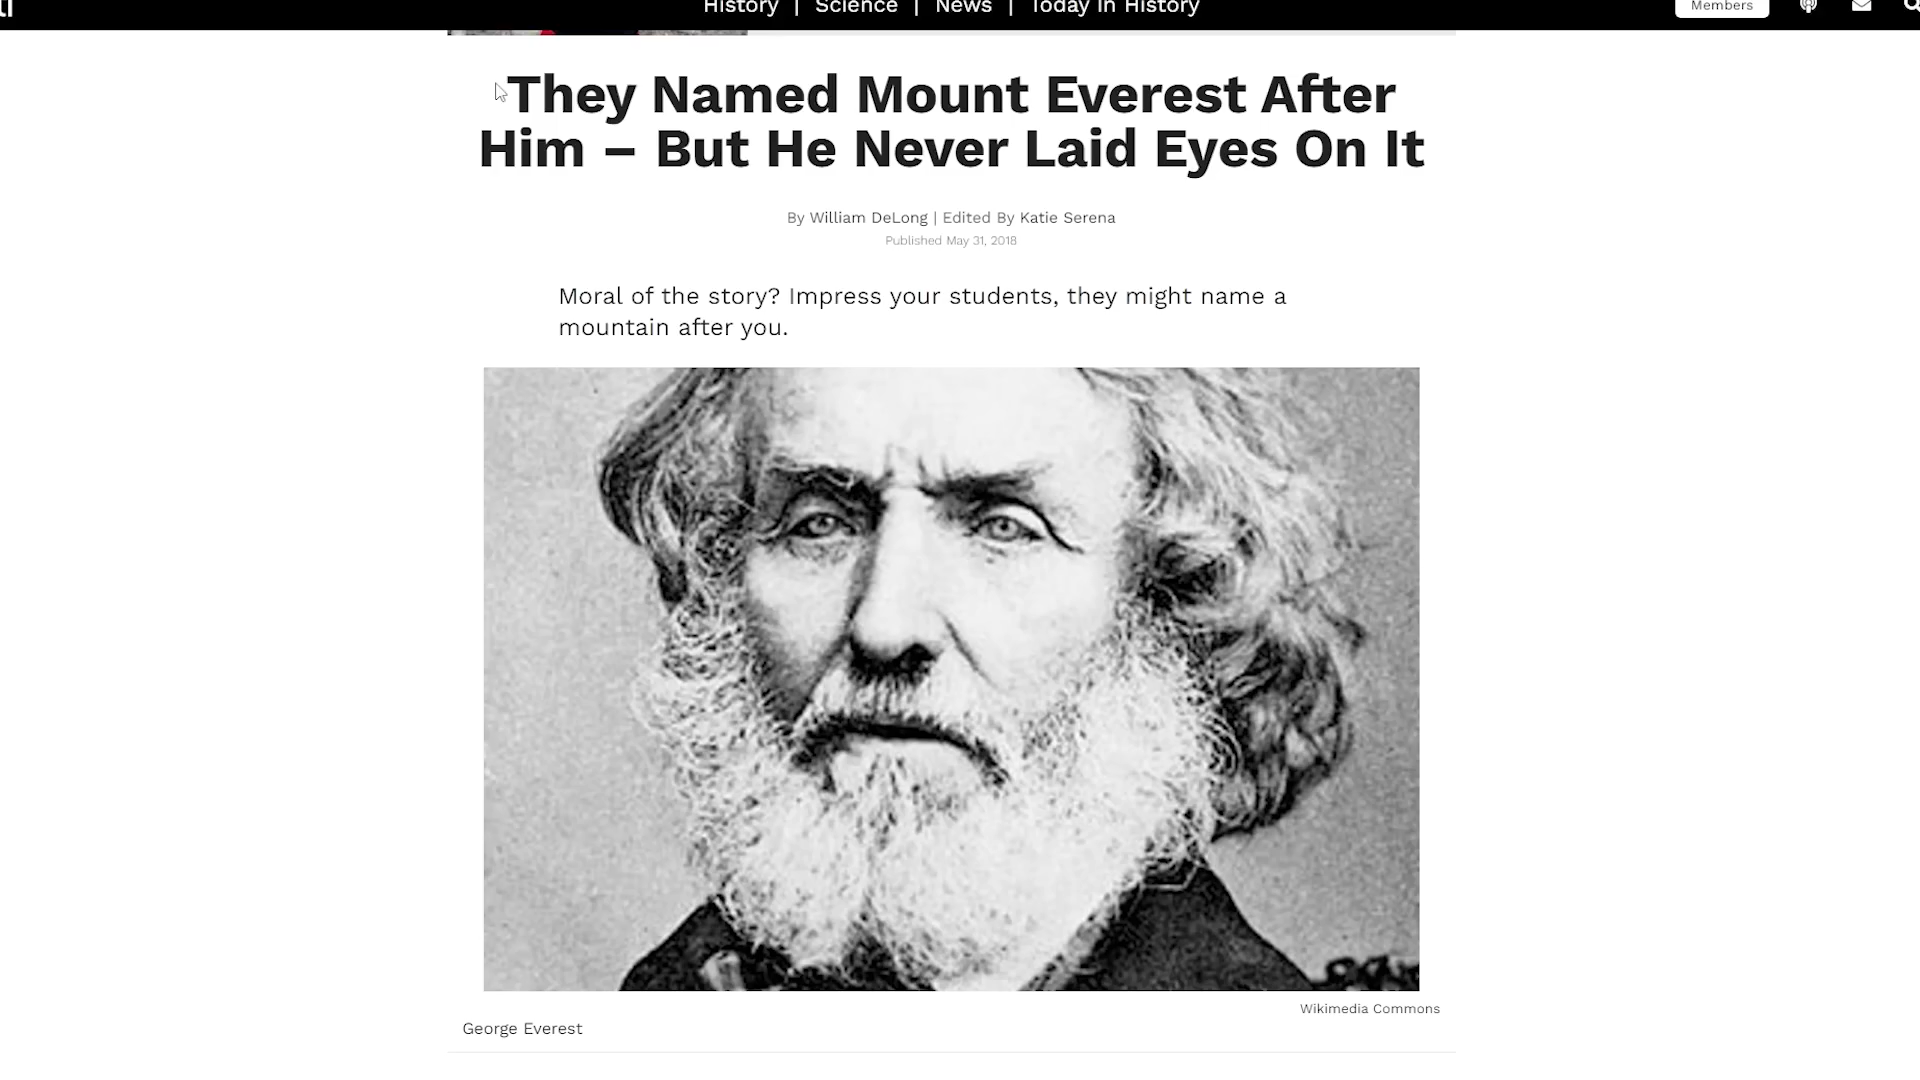 History | Science | News | Today In History
Members
They Named Mount Everest After
Him – But He Never Laid Eyes On It
By William DeLong | Edited By Katie Serena
Published May 31, 2018
Moral of the story? Impress your students, they might name a
mountain after you.
Wikimedia Commons
George Everest